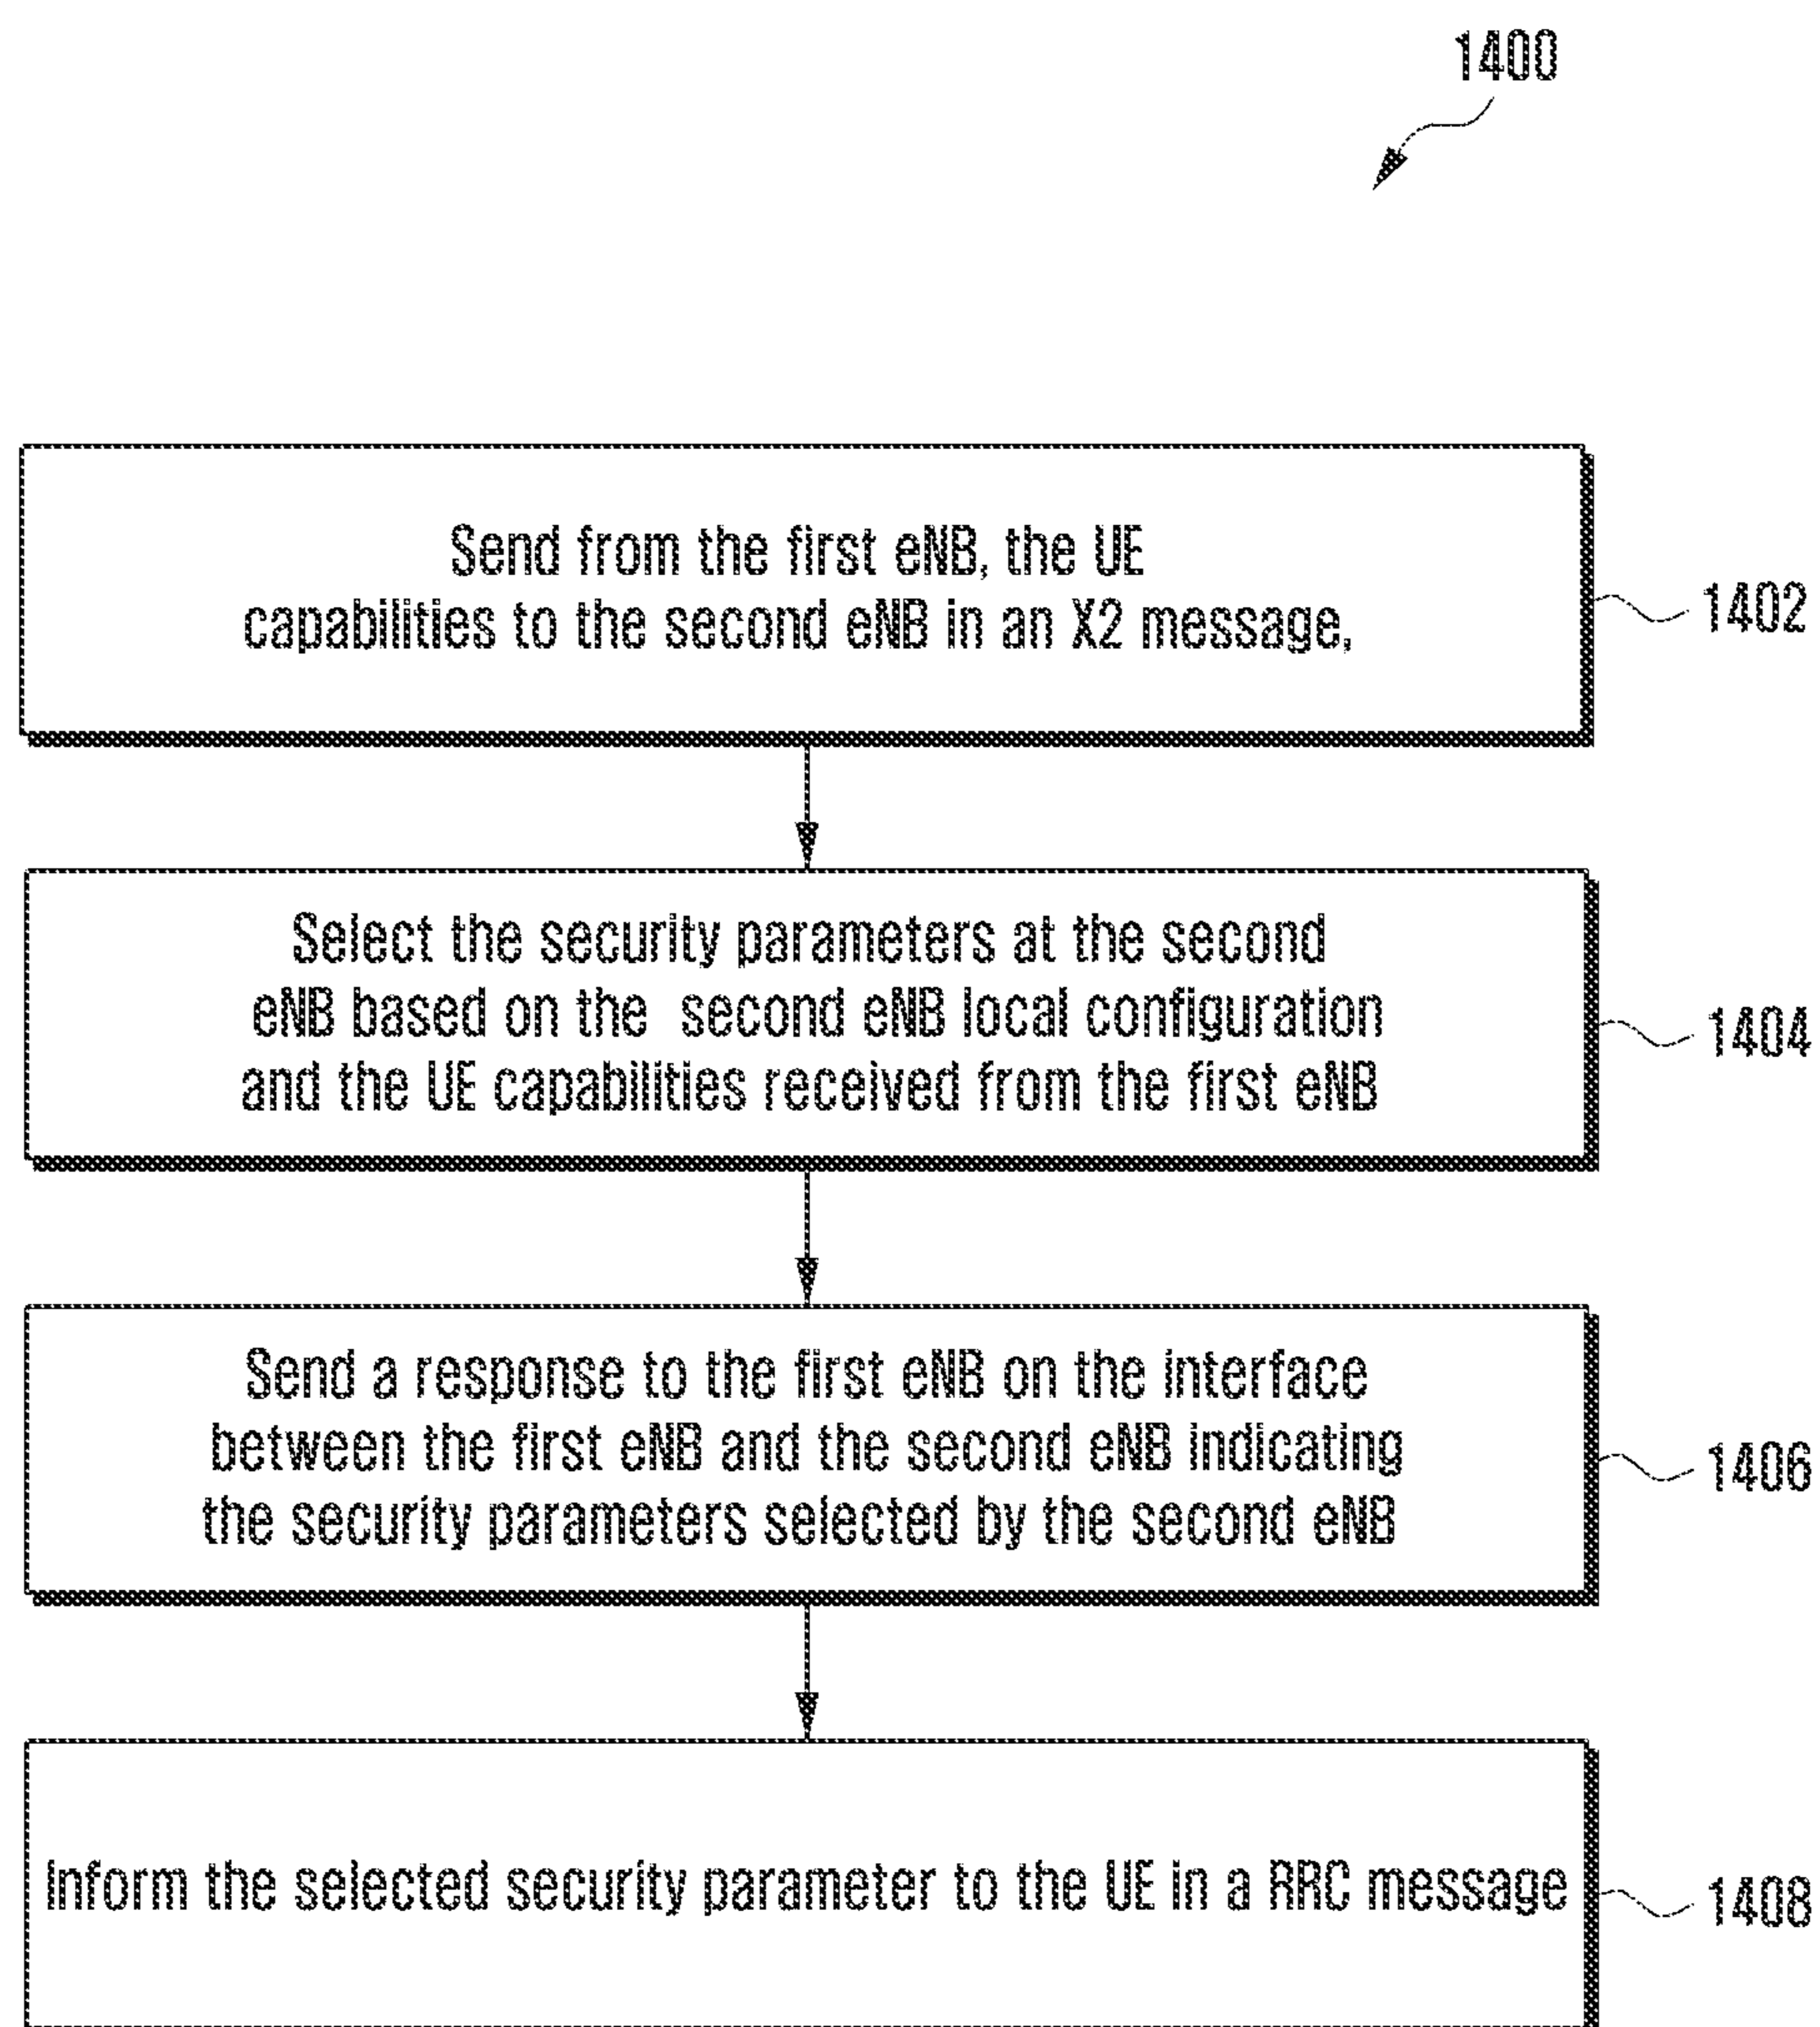 1400
Send from the first eNB, the UE
capabilities to the second eNB in an X2 message,
1402
Select the security parameters at the second
eNB based on the second eNB local configuration
and the UE capabilities received from the first eNB
1404
Send a response to the first eNB on the interface
between the first eNB and the second eNB indicating
the security parameters selected by the second eNB
1406
Inform the selected security parameter to the UE in a RRC message
1408